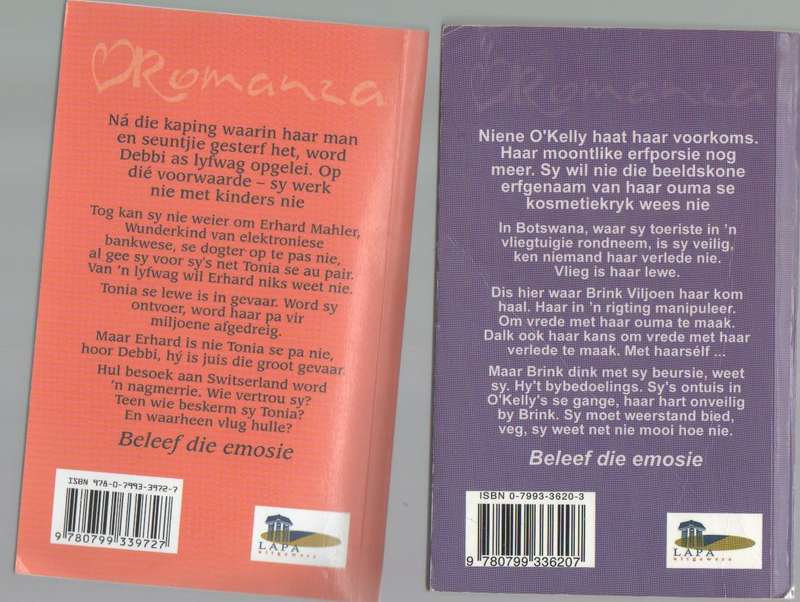 Romanza
Ná die kaping waarin haar man
en seuntjie gesterf het, word
Debbi as lyfwag opgelei. Op
dié voorwaarde – sy werk
nie met kinders nie
Tog kan sy nie weier om Erhard Mahler,
Wunderkind van elektroniese
bankwese, se dogter op te pas nie,
al gee sy voor sy's net Tonia se au pair.
Van 'n lyfwag wil Erhard niks weet nie.
Tonia se lewe is in gevaar. Word sy
ontvoer, word haar pa vir
miljoene afgedreig.
Maar Erhard is nie Tonia se pa nie,
hoor Debbi, hý is juis die groot gevaar.
Hul besoek aan Switserland word
'n nagmerrie. Wie vertrou sy?
Teen wie beskerm sy Tonia?
En waarheen vlug hulle?
Beleef die emosie
ISBN 978-0-7993-3972-7
9 780799 339727
LAPA
uitgewers
Romanza
Niene O'Kelly haat haar voorkoms.
Haar moontlike erfporsie nog
meer. Sy wil nie die beeldskone
erfgenaam van haar ouma se
kosmetiekryk wees nie
In Botswana, waar sy toeriste in 'n
vliegtuigie rondneem, is sy veilig,
ken niemand haar verlede nie.
Vlieg is haar lewe.
Dis hier waar Brink Viljoen haar kom
haal. Haar in 'n rigting manipuleer.
Om vrede met haar ouma te maak.
Dalk ook haar kans om vrede met haar
verlede te maak. Met haarsélf ...
Maar Brink dink met sy beursie, weet
sy. Hy't bybedoelings. Sy's ontuis in
O'Kelly's se gange, haar hart onveilig
by Brink. Sy moet weerstand bied,
veg, sy weet net nie mooi hoe nie.
Beleef die emosie
ISBN 0-7993-3620-3
9 780799 336207
LAPA
uitgewers